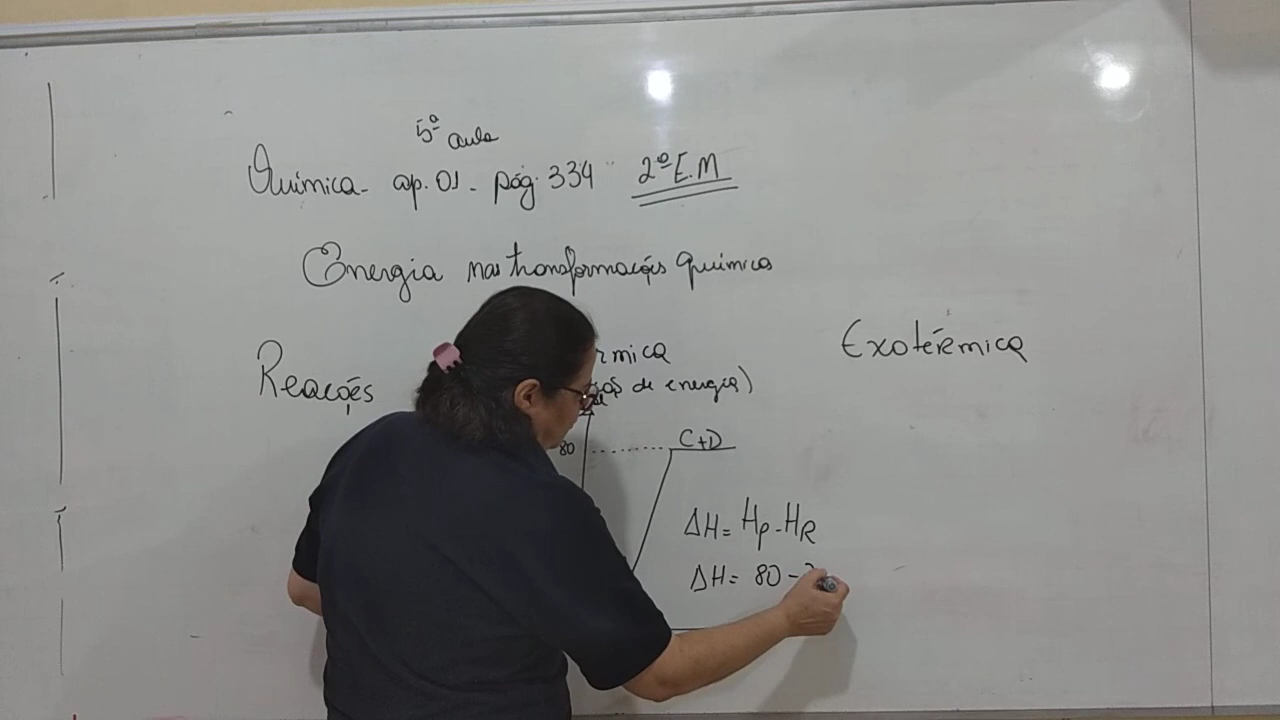 5ª aula
Química - cap. 01 - pág. 334 2º E.M
Energia nas transformações químicas
Reações
rmica
Exotérmica
de energia)
80
C+D
ΔH = Hp - HR
ΔH = 80 -